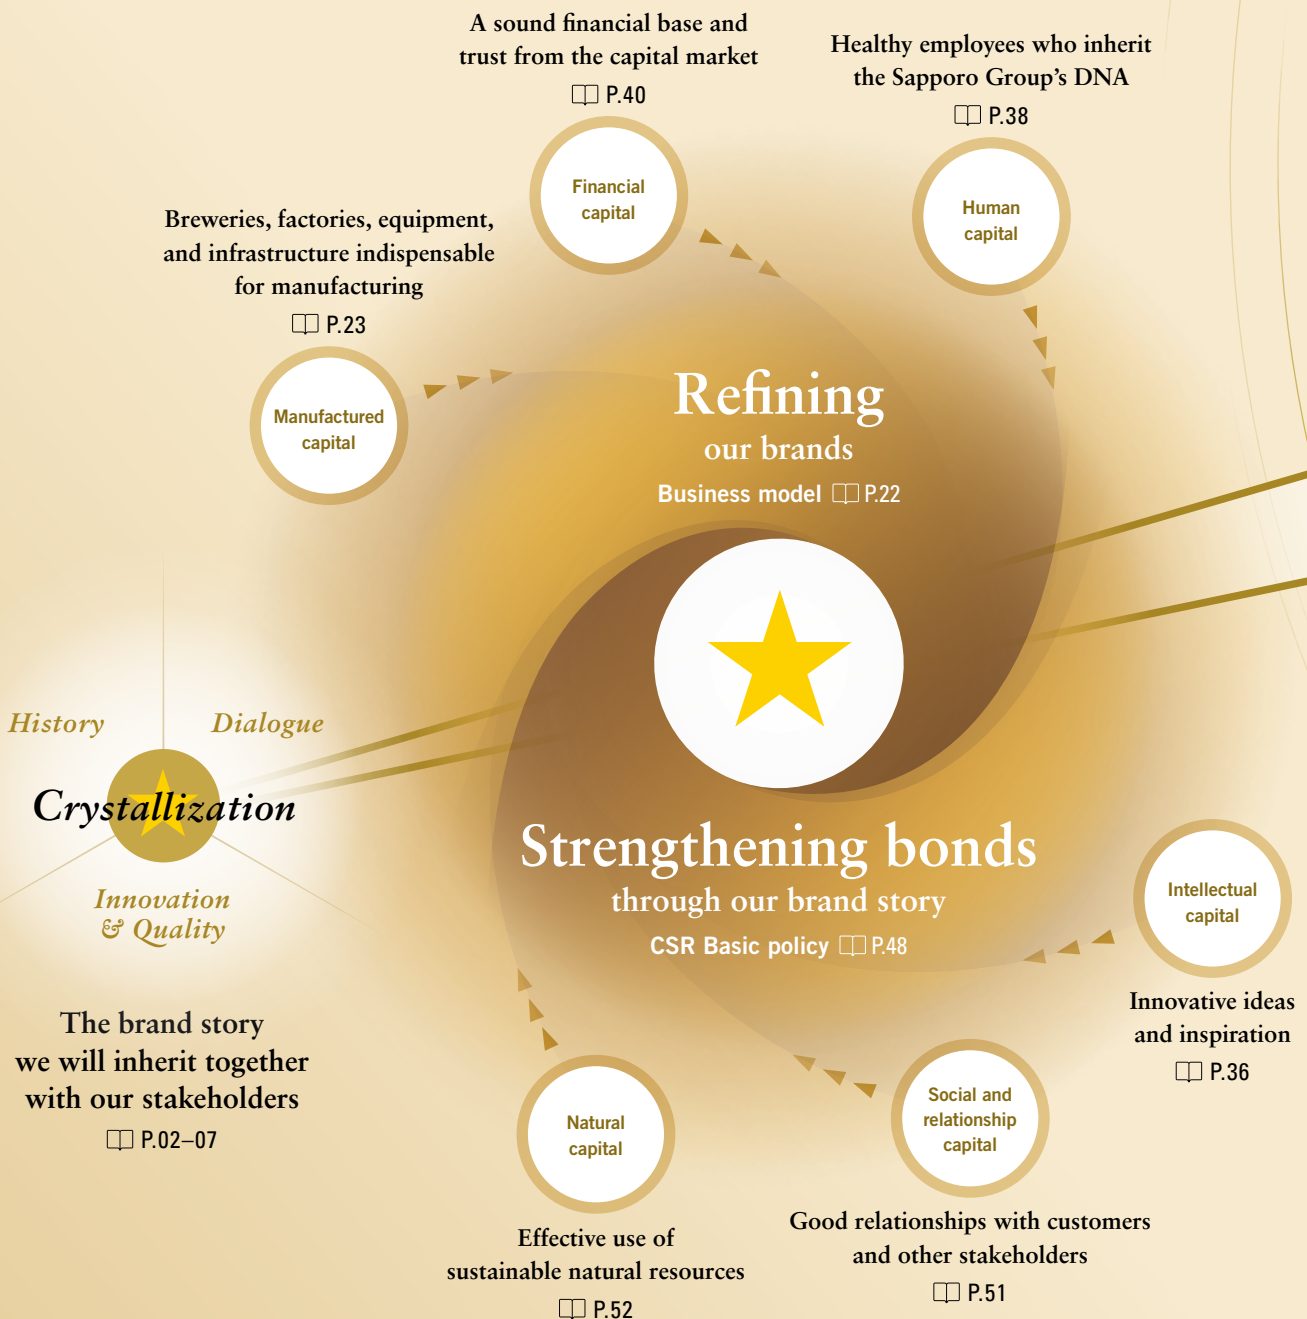 A sound financial base and
trust from the capital market
P.40
Financial
capital
Healthy employees who inherit
the Sapporo Group’s DNA
P.38
Human
capital
Breweries, factories, equipment,
and infrastructure indispensable
for manufacturing
P.23
Manufactured
capital
Refining
our brands
Business model P.22
History
Dialogue
Crystallization
Innovation
& Quality
The brand story
we will inherit together
with our stakeholders
P.02–07
Strengthening bonds
through our brand story
CSR Basic policy P.48
Intellectual
capital
Innovative ideas
and inspiration
P.36
Natural
capital
Effective use of
sustainable natural resources
P.52
Social and
relationship
capital
Good relationships with customers
and other stakeholders
P.51